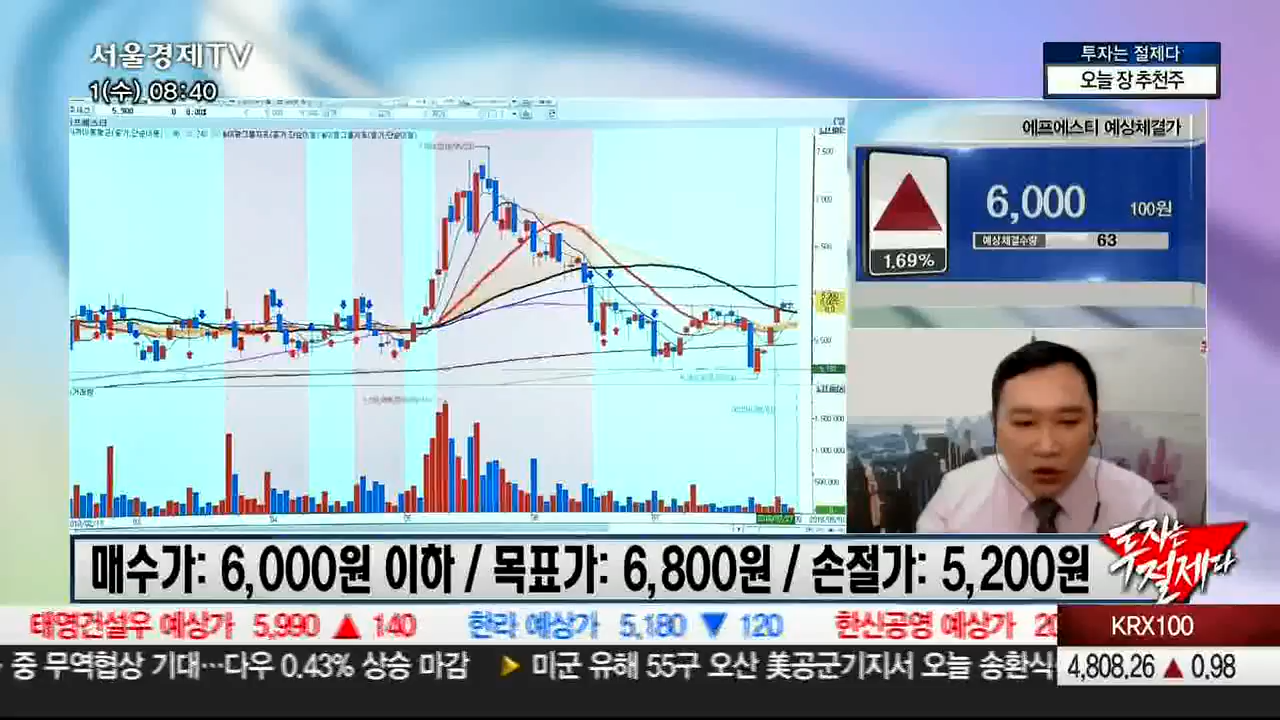 서울경제TV
1(수) 08:40
투자는 절제다
오늘 장 추천주
에프에스티 예상체결가
6,000
100원
예상체결수량 63
1.69%
매수가: 6,000원 이하 / 목표가: 6,800원 / 손절가: 5,200원
투자는
절제다
태영건설우 예상가 5,990 ▲ 140 한라 예상가 5,180 ▼ 120 한신공영 예상가 20
KRX100
중 무역협상 기대…다우 0.43% 상승 마감 ▶ 미군 유해 55구 오산 美공군기지서 오늘 송환식
4,808.26 ▲ 0.98